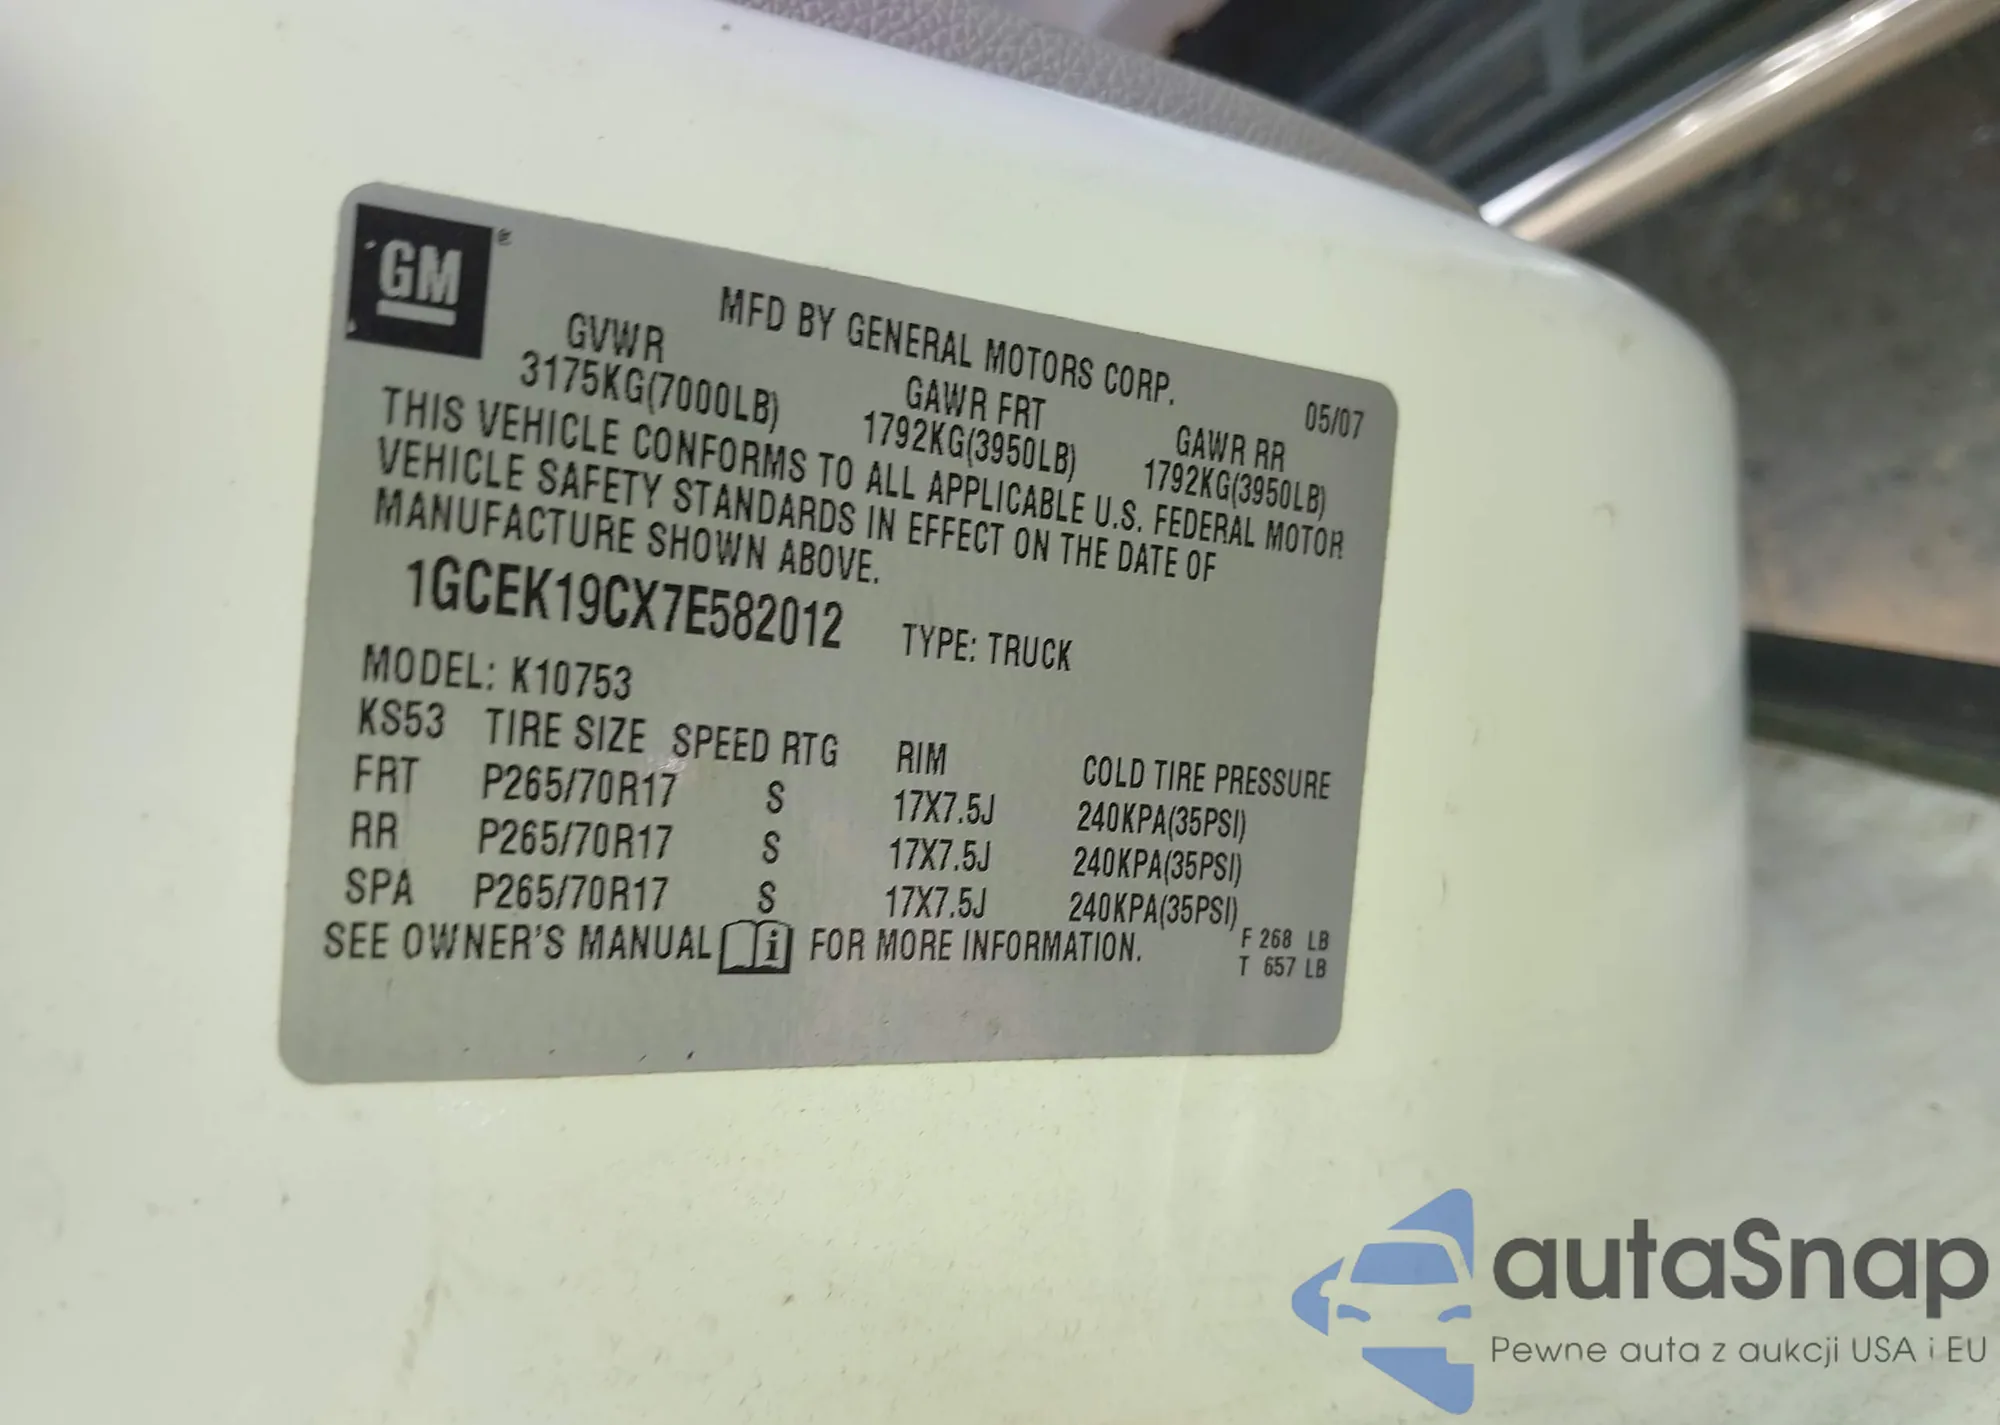 GM®
MFD BY GENERAL MOTORS CORP. 05/07
GVWR GAWR FRT GAWR RR
3175KG(7000LB) 1792KG(3950LB) 1792KG(3950LB)
THIS VEHICLE CONFORMS TO ALL APPLICABLE U.S. FEDERAL MOTOR
VEHICLE SAFETY STANDARDS IN EFFECT ON THE DATE OF
MANUFACTURE SHOWN ABOVE.
1GCEK19CX7E582012 TYPE: TRUCK
MODEL: K10753
KS53 TIRE SIZE SPEED RTG RIM COLD TIRE PRESSURE
FRT P265/70R17 S 17X7.5J 240KPA(35PSI)
RR P265/70R17 S 17X7.5J 240KPA(35PSI)
SPA P265/70R17 S 17X7.5J 240KPA(35PSI)
SEE OWNER'S MANUAL i FOR MORE INFORMATION.
F 268 LB
T 657 LB
autaSnap
Pewne auta z aukcji USA i EU